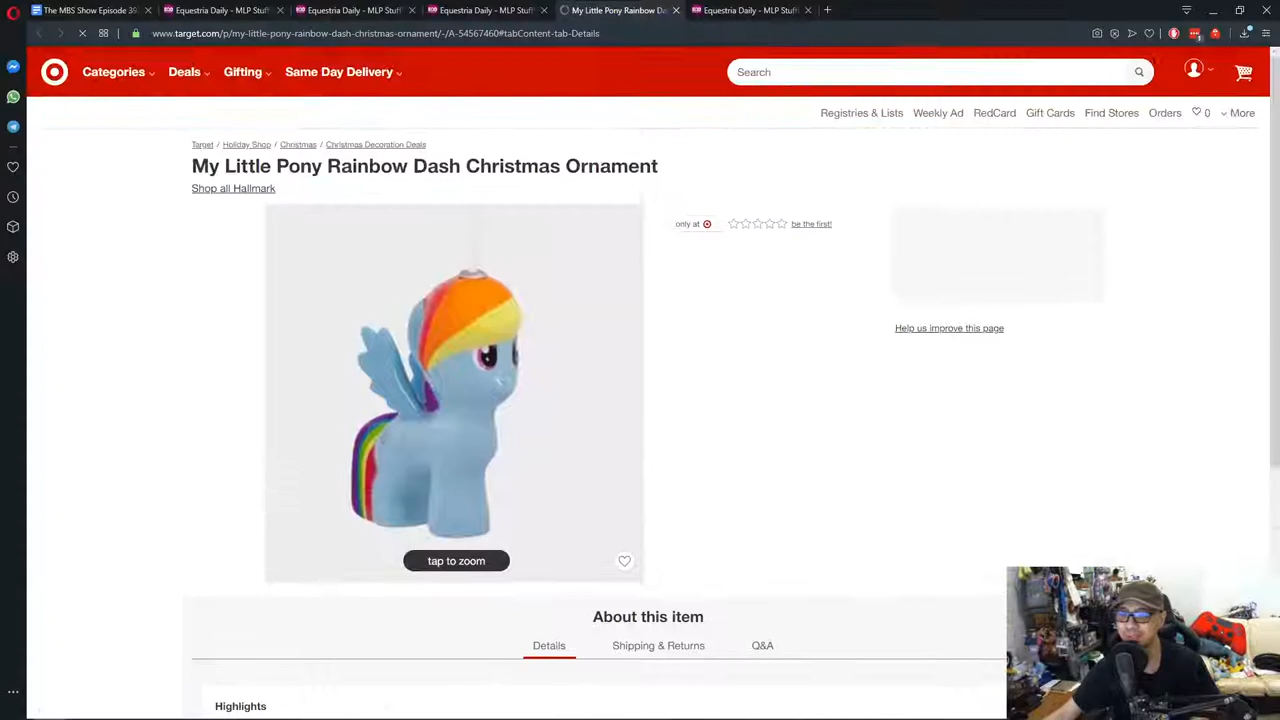 The MBS Show Episode 39
Equestria Daily - MLP Stuff
Equestria Daily - MLP Stuff
Equestria Daily - MLP Stuff
My Little Pony Rainbow Da
Equestria Daily - MLP Stuff
www.target.com/p/my-little-pony-rainbow-dash-christmas-ornament/-/A-54567460#tabContent-tab-Details
Categories
Deals
Gifting
Same Day Delivery
Search
Registries & Lists
Weekly Ad
RedCard
Gift Cards
Find Stores
Orders
0
More
Target / Holiday Shop / Christmas / Christmas Decoration Deals
My Little Pony Rainbow Dash Christmas Ornament
Shop all Hallmark
only at
be the first!
Help us improve this page
tap to zoom
About this item
Details
Shipping & Returns
Q&A
Highlights